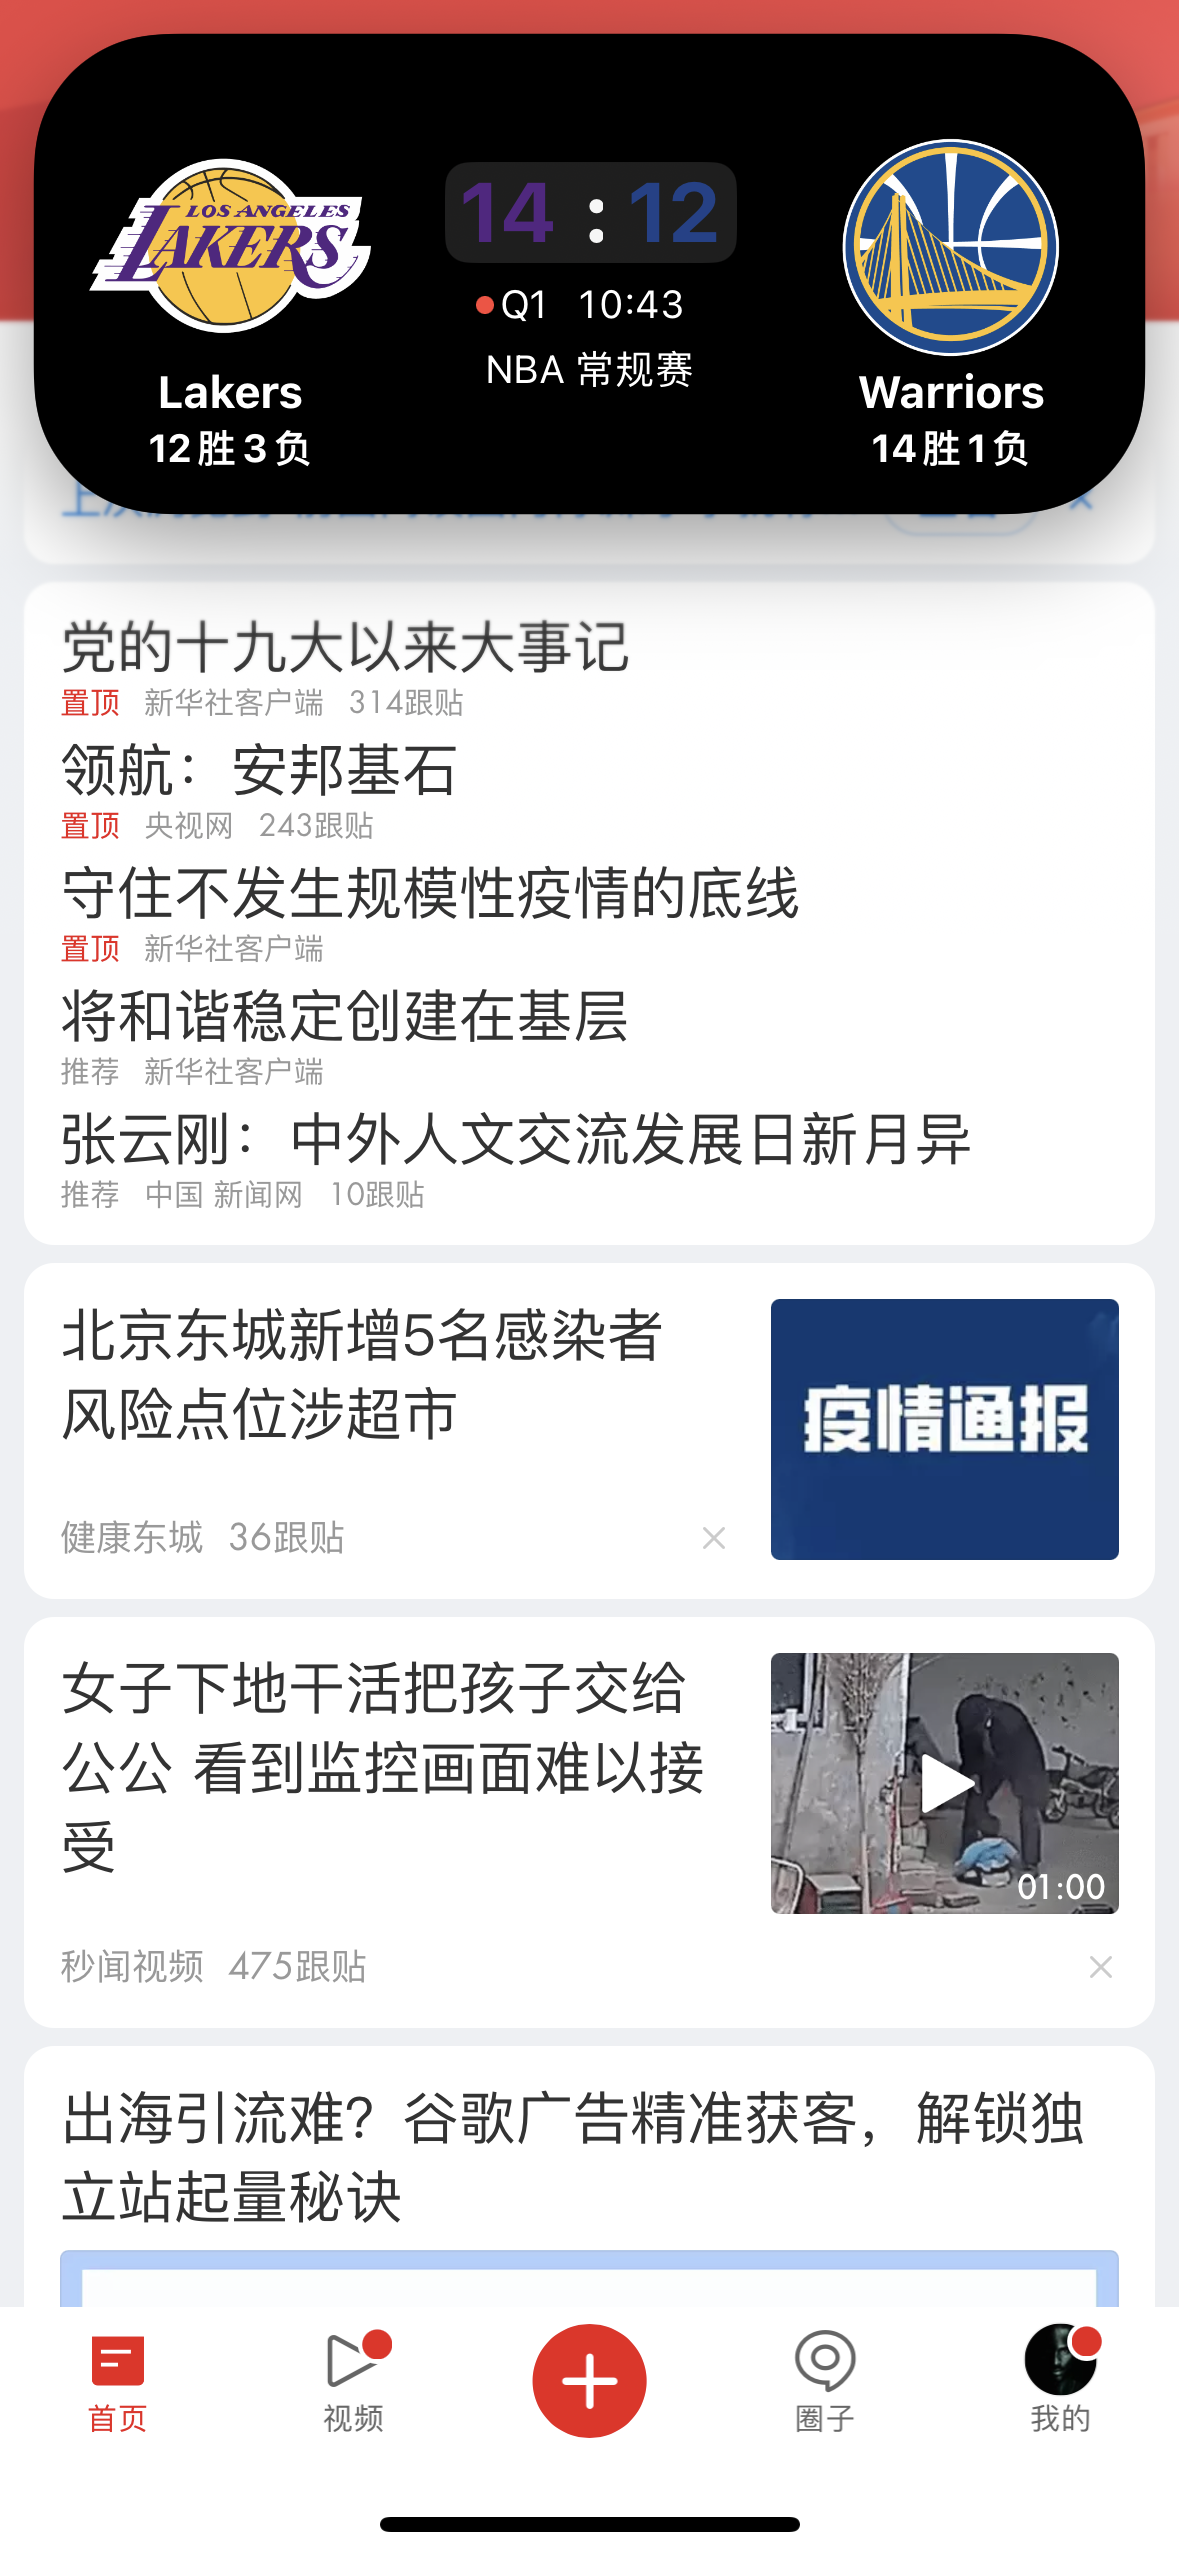 LOS ANGELES
LAKERS
14 : 12
Q1 10:43
NBA 常规赛
Lakers
12胜3负
Warriors
14胜1负
党的十九大以来大事记
置顶 新华社客户端 314跟贴
领航：安邦基石
置顶 央视网 243跟贴
守住不发生规模性疫情的底线
置顶 新华社客户端
将和谐稳定创建在基层
推荐 新华社客户端
张云刚：中外人文交流发展日新月异
推荐 中国新闻网 10跟贴
北京东城新增5名感染者
风险点位涉超市
健康东城 36跟贴
疫情通报
女子下地干活把孩子交给
公公 看到监控画面难以接
受
01:00
秒闻视频 475跟贴
出海引流难？谷歌广告精准获客，解锁独
立站起量秘诀
首页
视频
圈子
我的